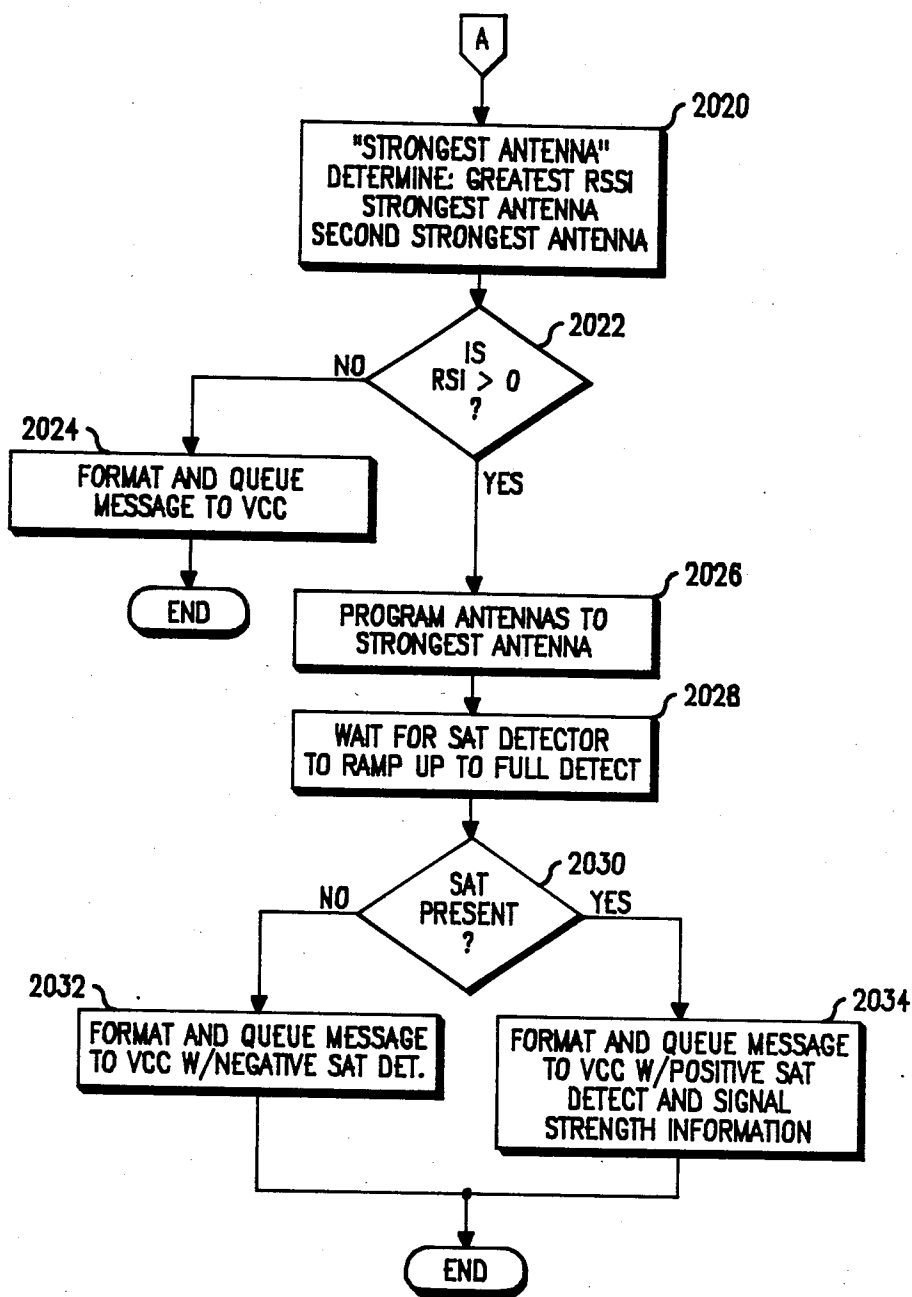 A
2020
"STRONGEST ANTENNA"
DETERMINE: GREATEST RSSI
STRONGEST ANTENNA
SECOND STRONGEST ANTENNA
2022
IS
RSI > 0
?
NO
YES
2024
FORMAT AND QUEUE
MESSAGE TO VCC
END
2026
PROGRAM ANTENNAS TO
STRONGEST ANTENNA
2028
WAIT FOR SAT DETECTOR
TO RAMP UP TO FULL DETECT
2030
SAT
PRESENT
?
NO
YES
2032
FORMAT AND QUEUE MESSAGE
TO VCC W/NEGATIVE SAT DET.
2034
FORMAT AND QUEUE MESSAGE
TO VCC W/POSITIVE SAT
DETECT AND SIGNAL
STRENGTH INFORMATION
END